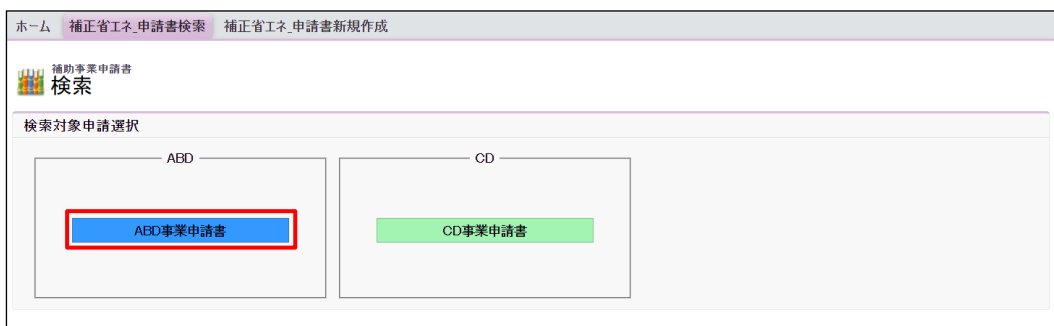 ホーム 補正省エネ_申請書検索 補正省エネ_申請書新規作成
補助事業申請書
検索
検索対象申請選択
ABD CD
ABD事業申請書 CD事業申請書